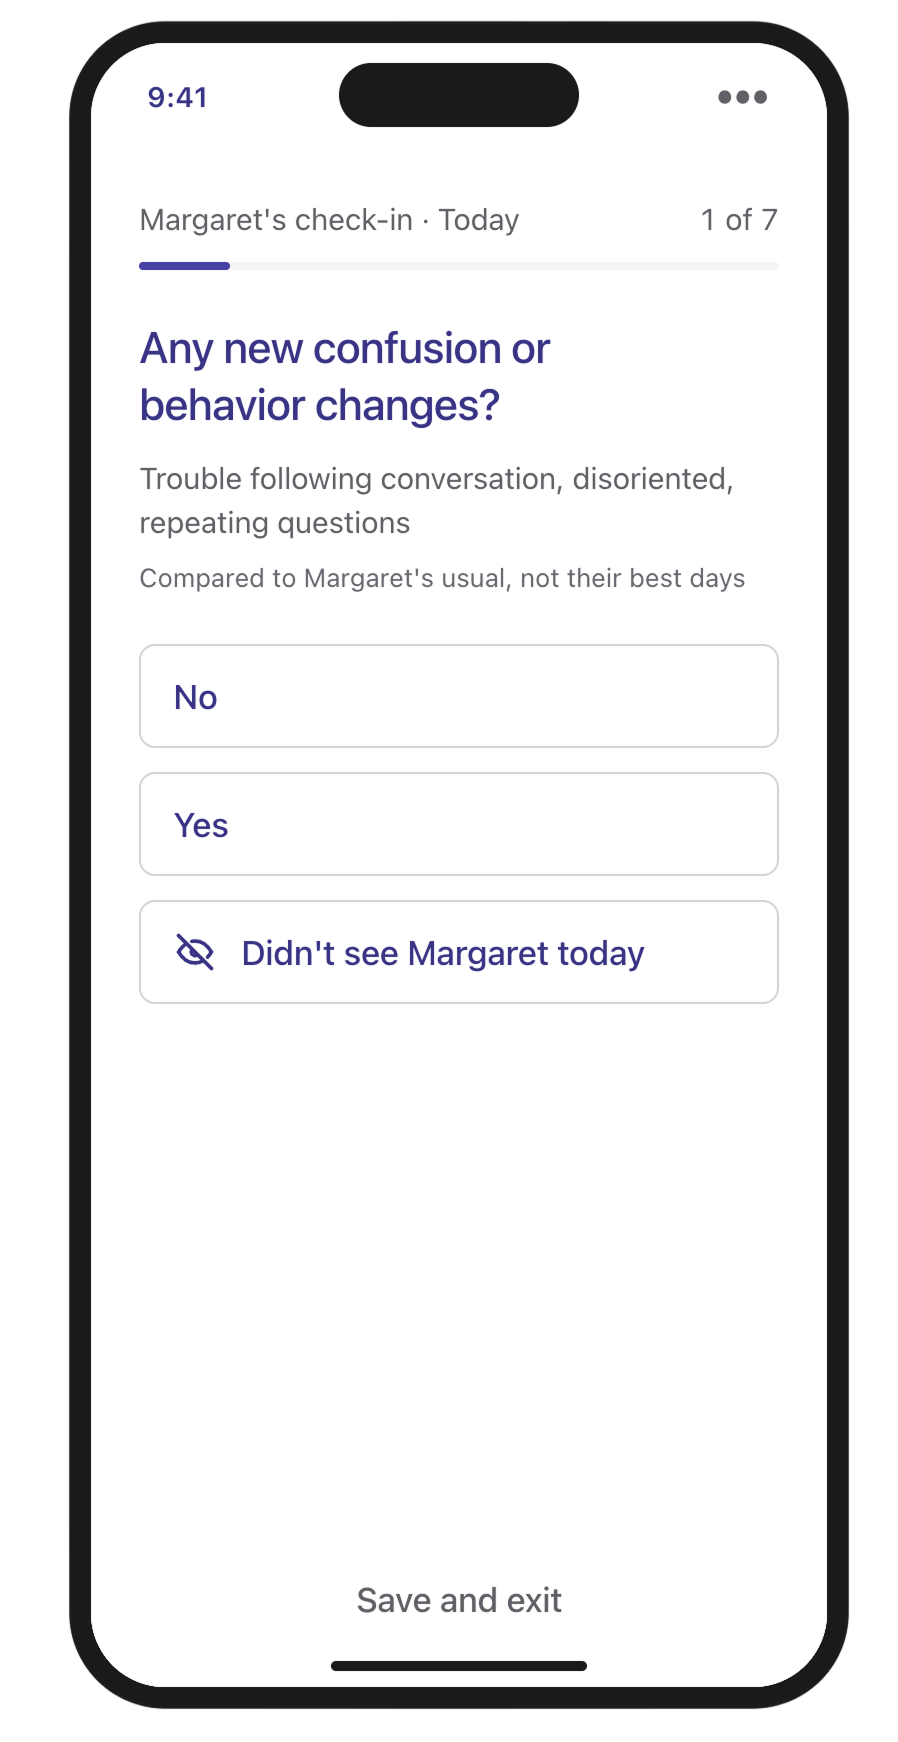 9:41
Margaret's check-in · Today
1 of 7
Any new confusion or
behavior changes?
Trouble following conversation, disoriented,
repeating questions
Compared to Margaret's usual, not their best days
No
Yes
Didn't see Margaret today
Save and exit